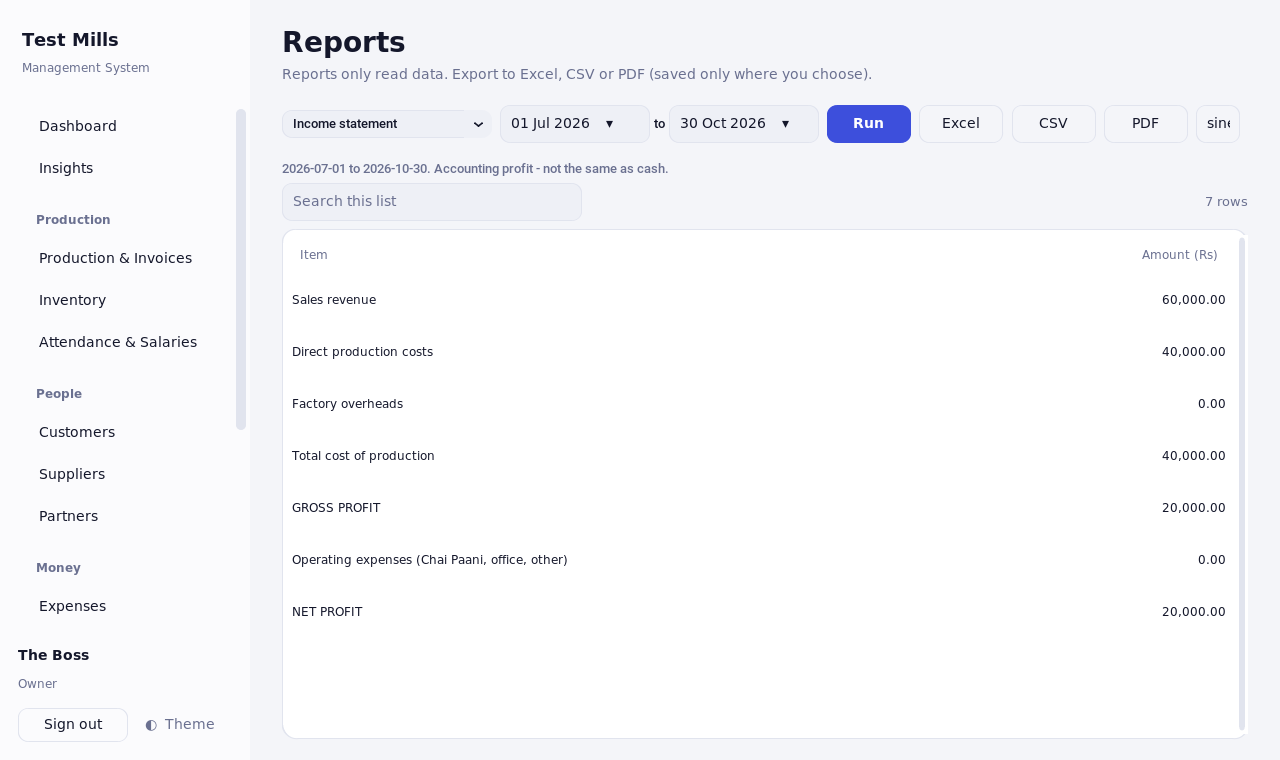 Test Mills
Management System
Dashboard
Insights
Production
Production & Invoices
Inventory
Attendance & Salaries
People
Customers
Suppliers
Partners
Money
Expenses
The Boss
Owner
Sign out
◐ Theme
Reports
Reports only read data. Export to Excel, CSV or PDF (saved only where you choose).
Income statement 01 Jul 2026 ▾ to 30 Oct 2026 ▾ Run Excel CSV PDF
2026-07-01 to 2026-10-30. Accounting profit - not the same as cash.
Search this list 7 rows
Item Amount (Rs)
Sales revenue 60,000.00
Direct production costs 40,000.00
Factory overheads 0.00
Total cost of production 40,000.00
GROSS PROFIT 20,000.00
Operating expenses (Chai Paani, office, other) 0.00
NET PROFIT 20,000.00